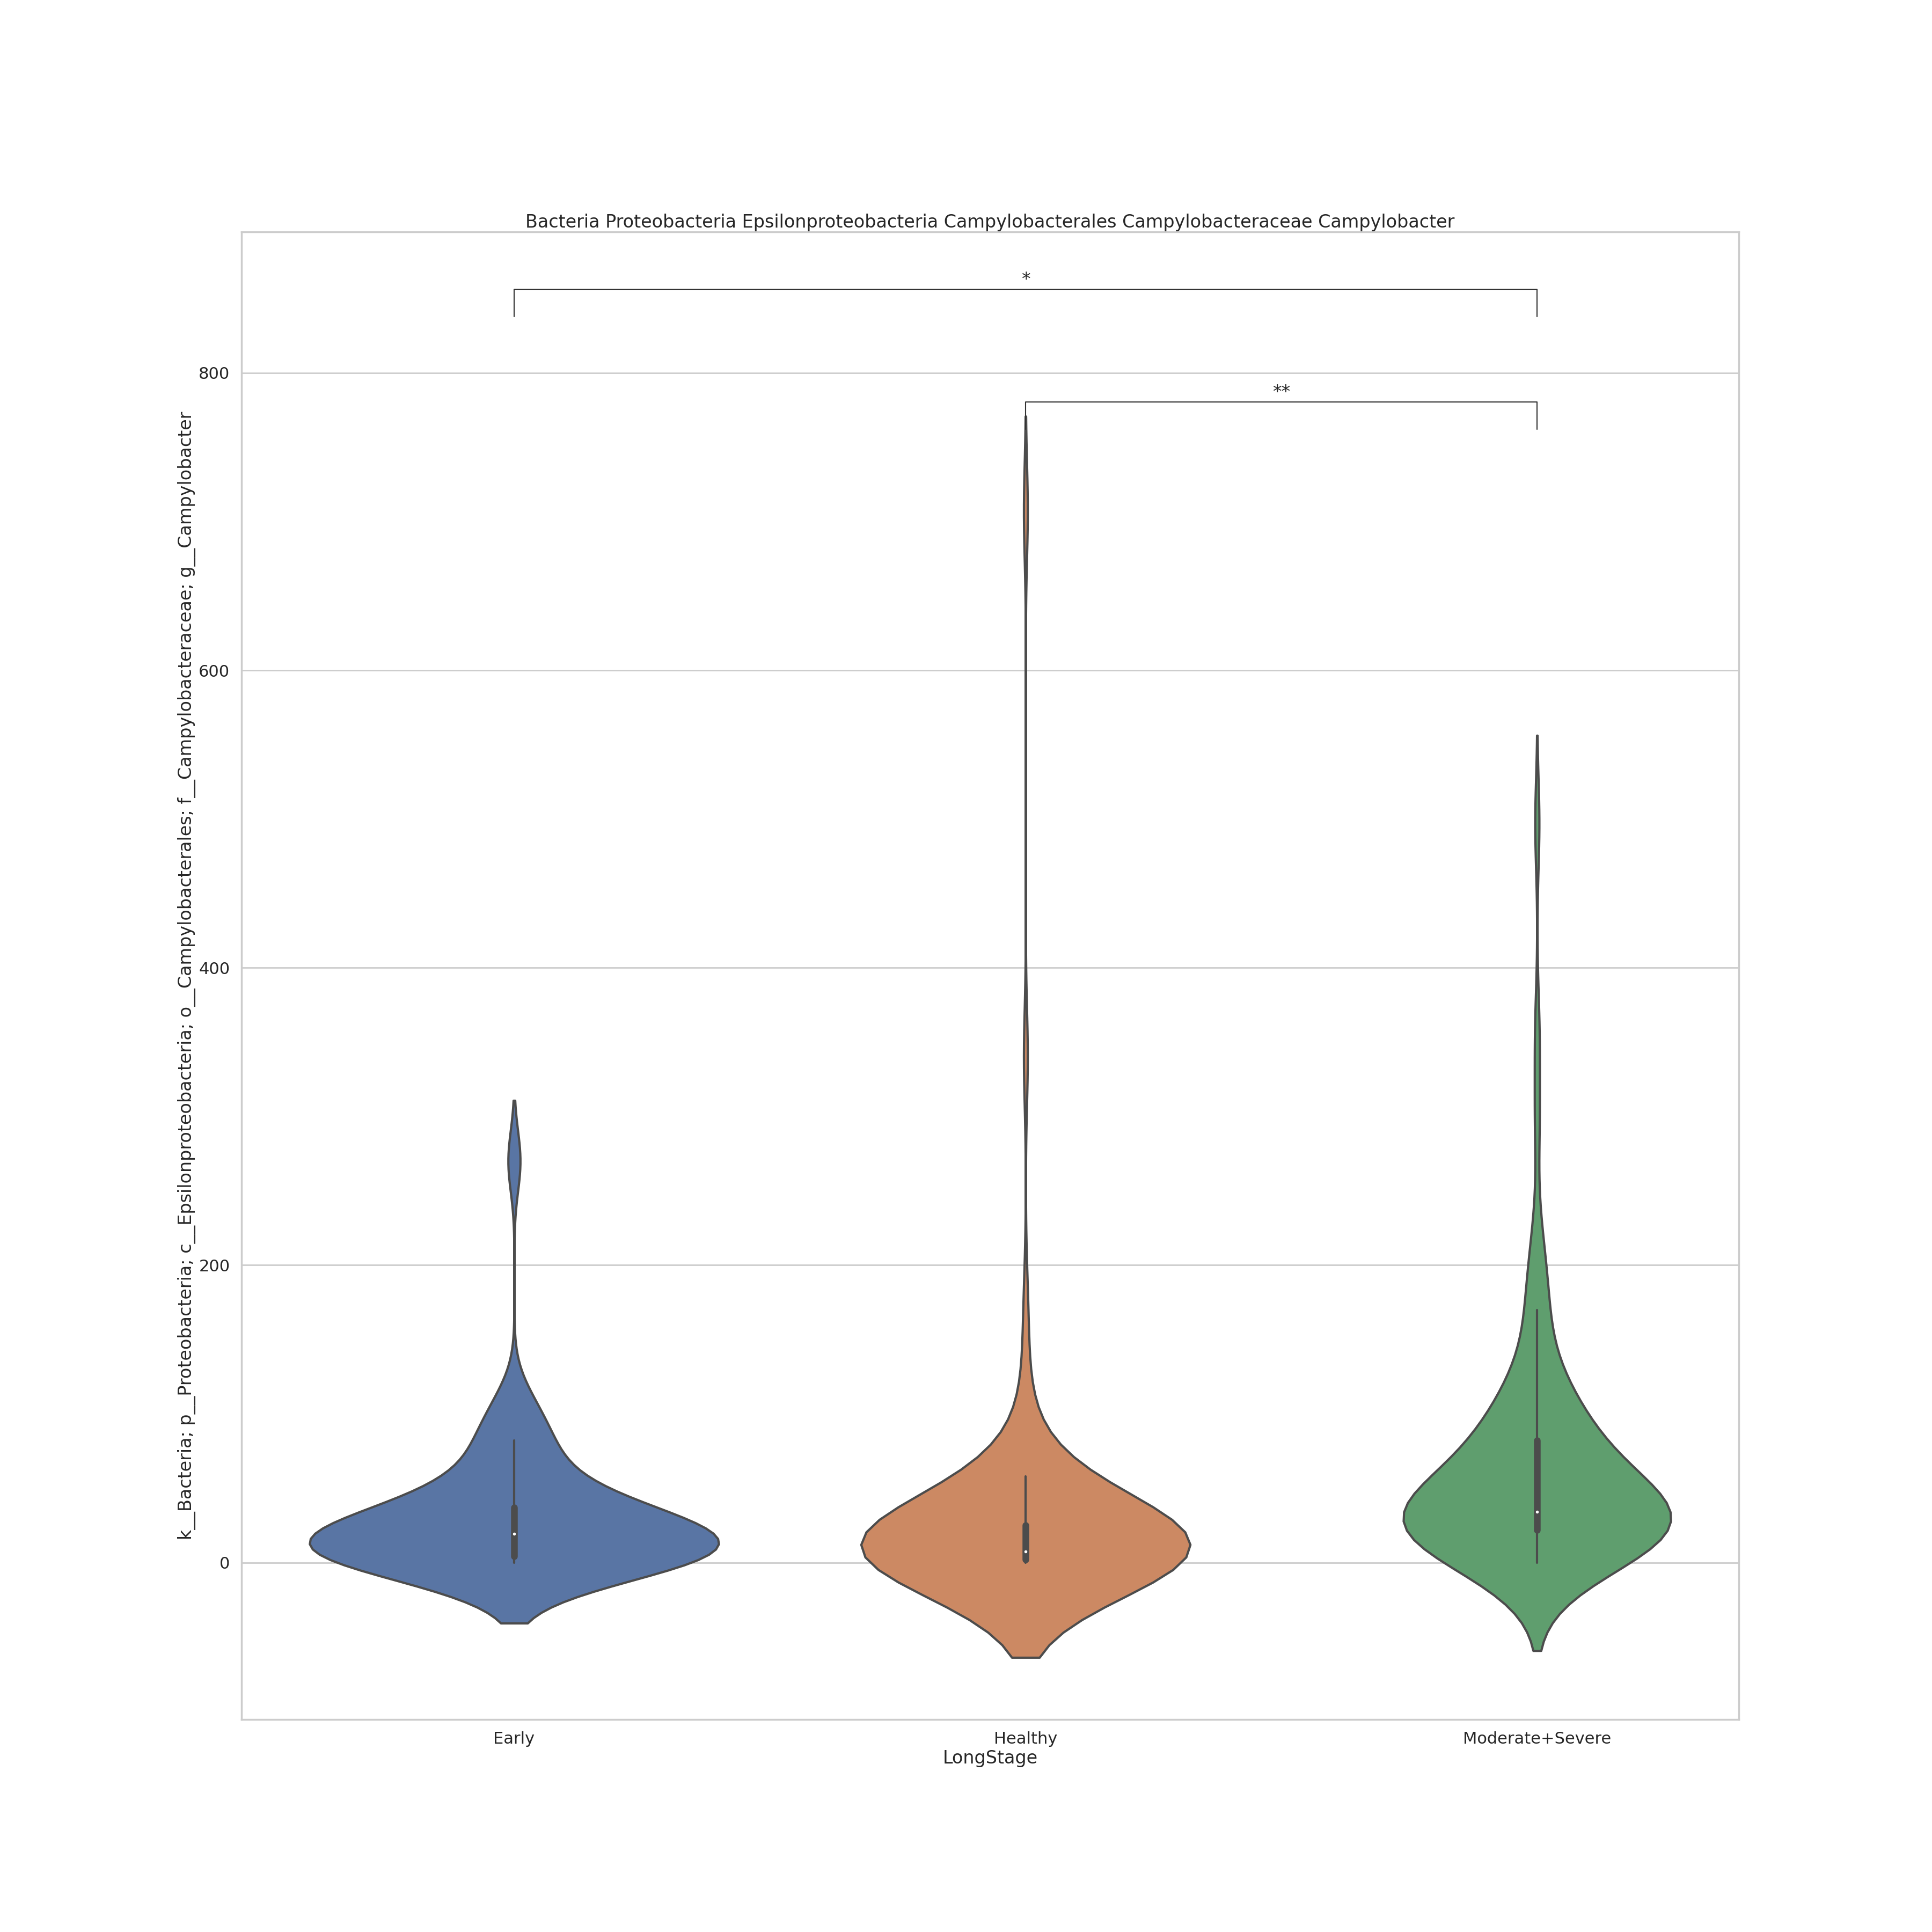 Bacteria Proteobacteria Epsilonproteobacteria Campylobacterales Campylobacteraceae Campylobacter
*
**
k__Bacteria; p__Proteobacteria; c__Epsilonproteobacteria; o__Campylobacterales; f__Campylobacteraceae; g__Campylobacter
800
600
400
200
0
Early
Healthy
Moderate+Severe
LongStage